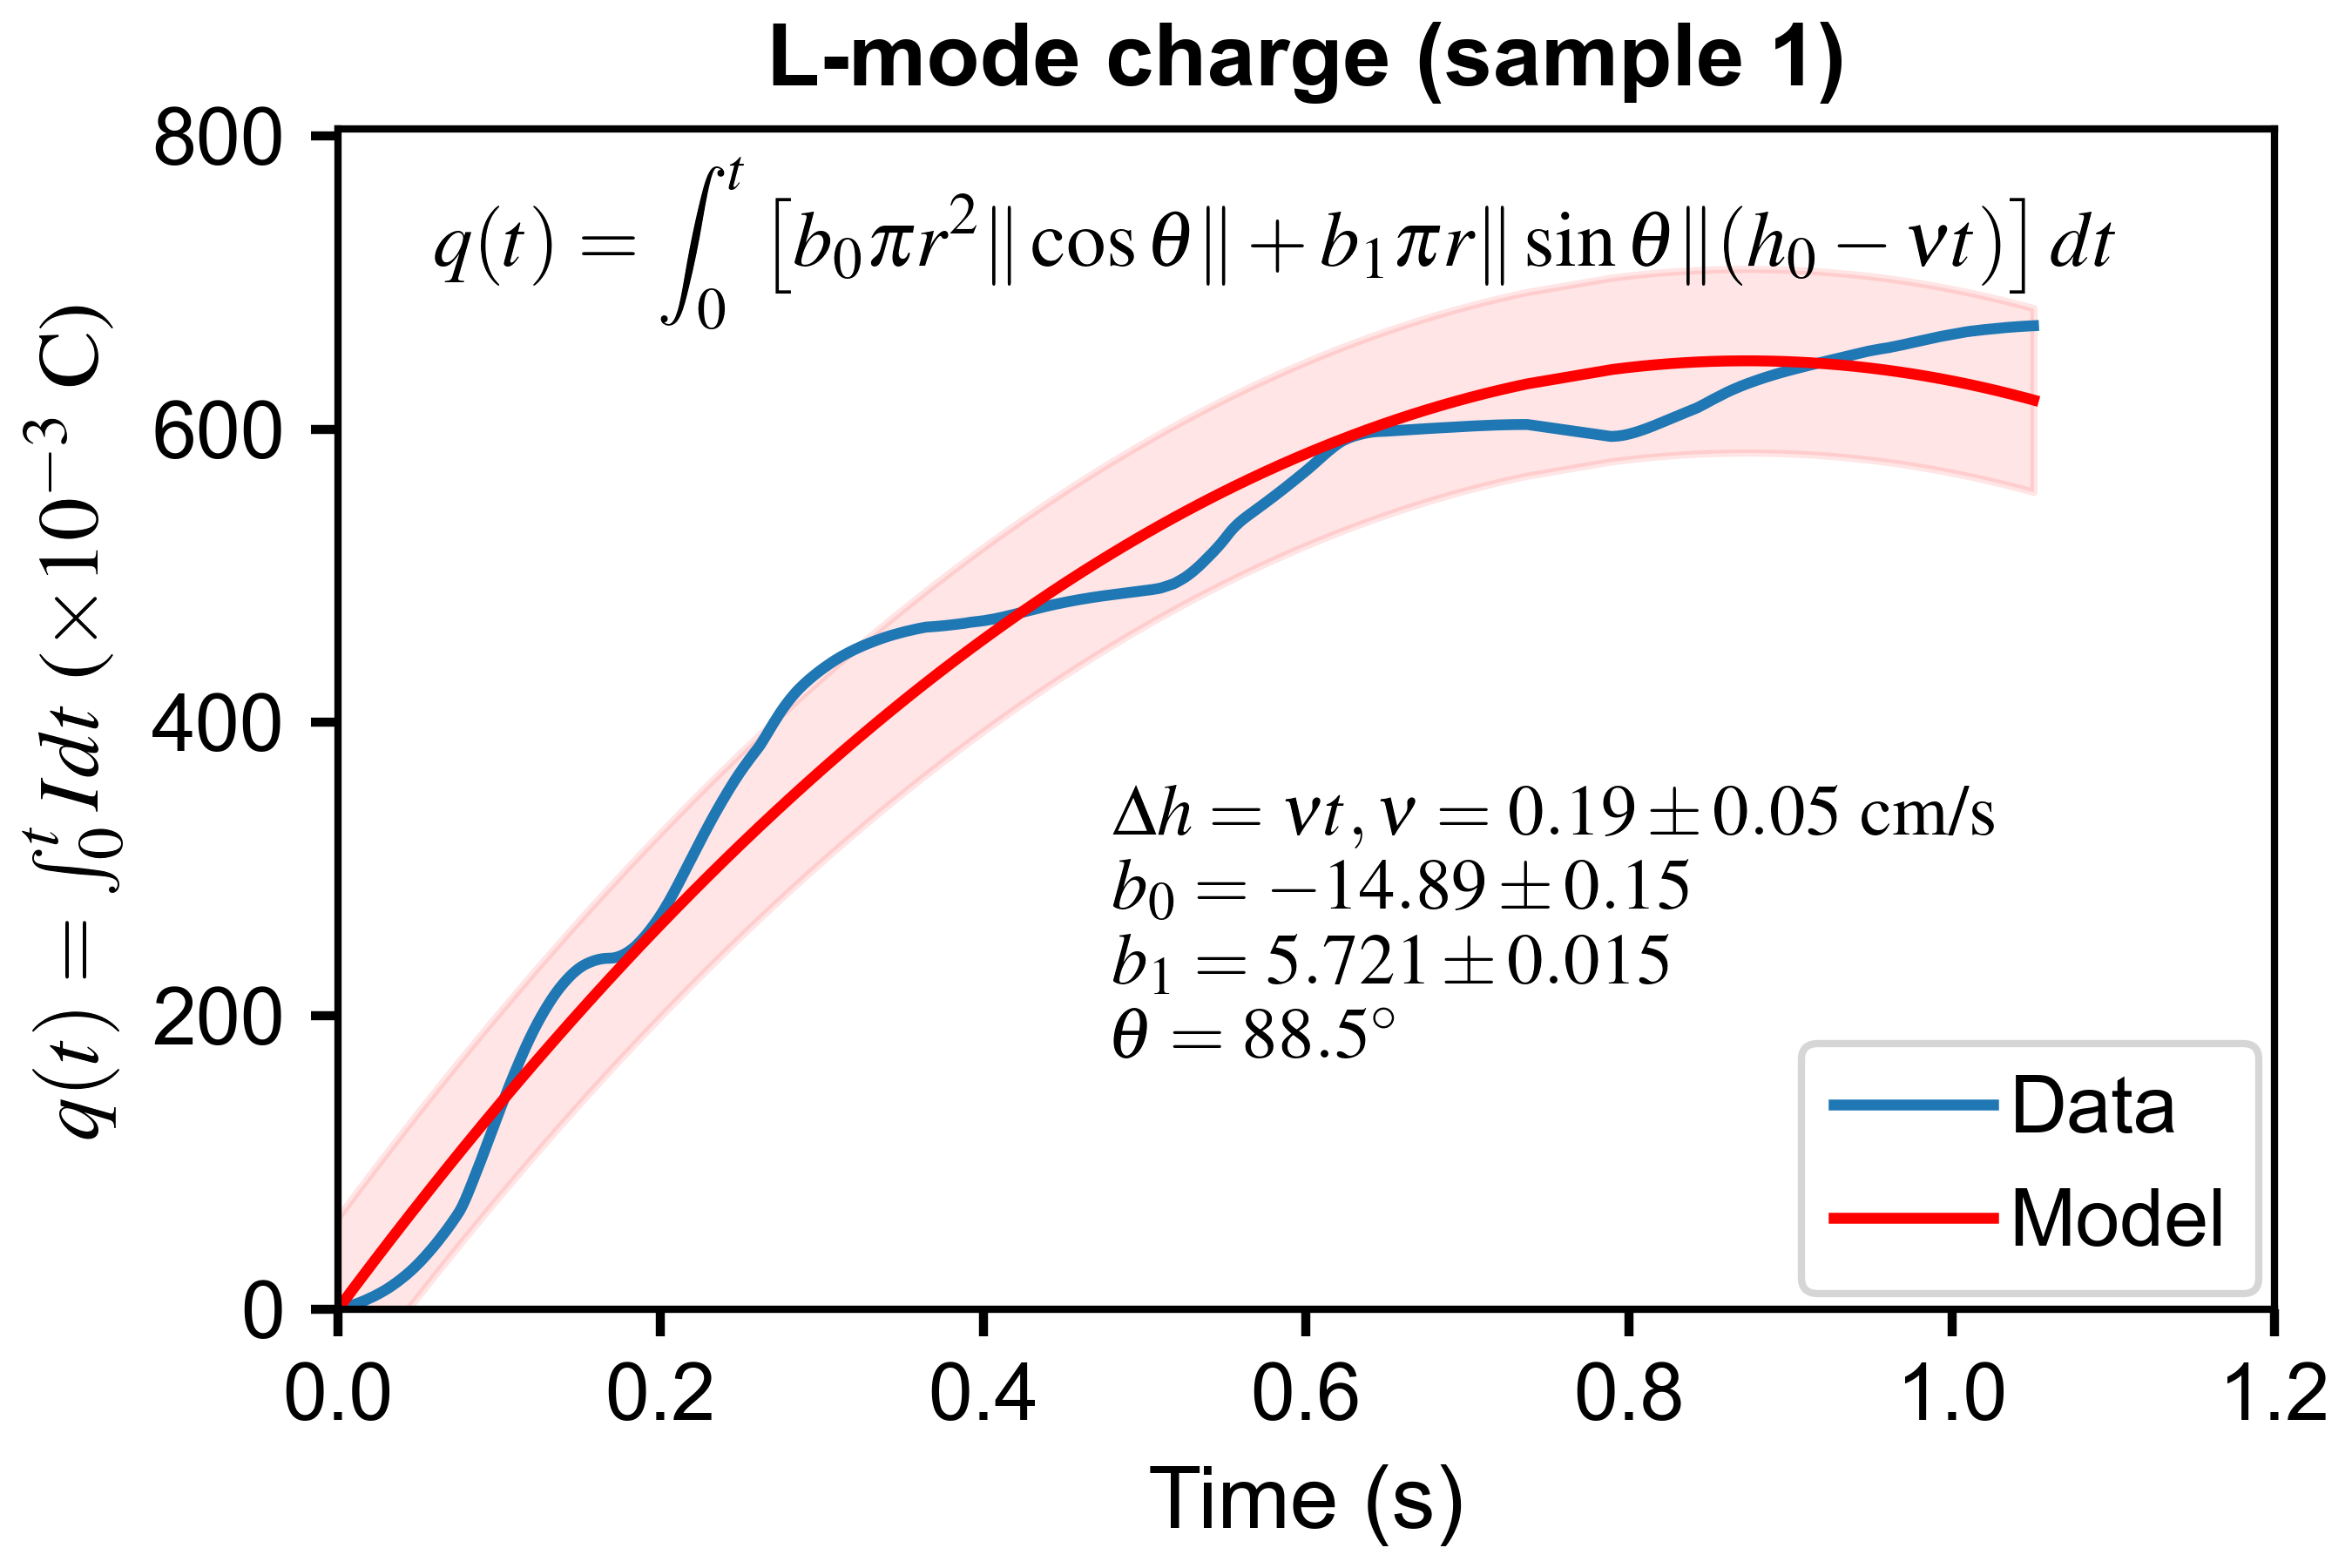 L-mode charge (sample 1)
q(t) = ∫₀ᵗ [b₀πr²‖cos θ‖ + b₁πr‖sin θ‖(h₀ − νt)] dt
q(t) = ∫₀ᵗ Idt (×10⁻³ C)
800
600
400
200
0
Δh = νt, ν = 0.19 ± 0.05 cm/s
b₀ = −14.89 ± 0.15
b₁ = 5.721 ± 0.015
θ = 88.5°
Data
Model
0.0 0.2 0.4 0.6 0.8 1.0 1.2
Time (s)